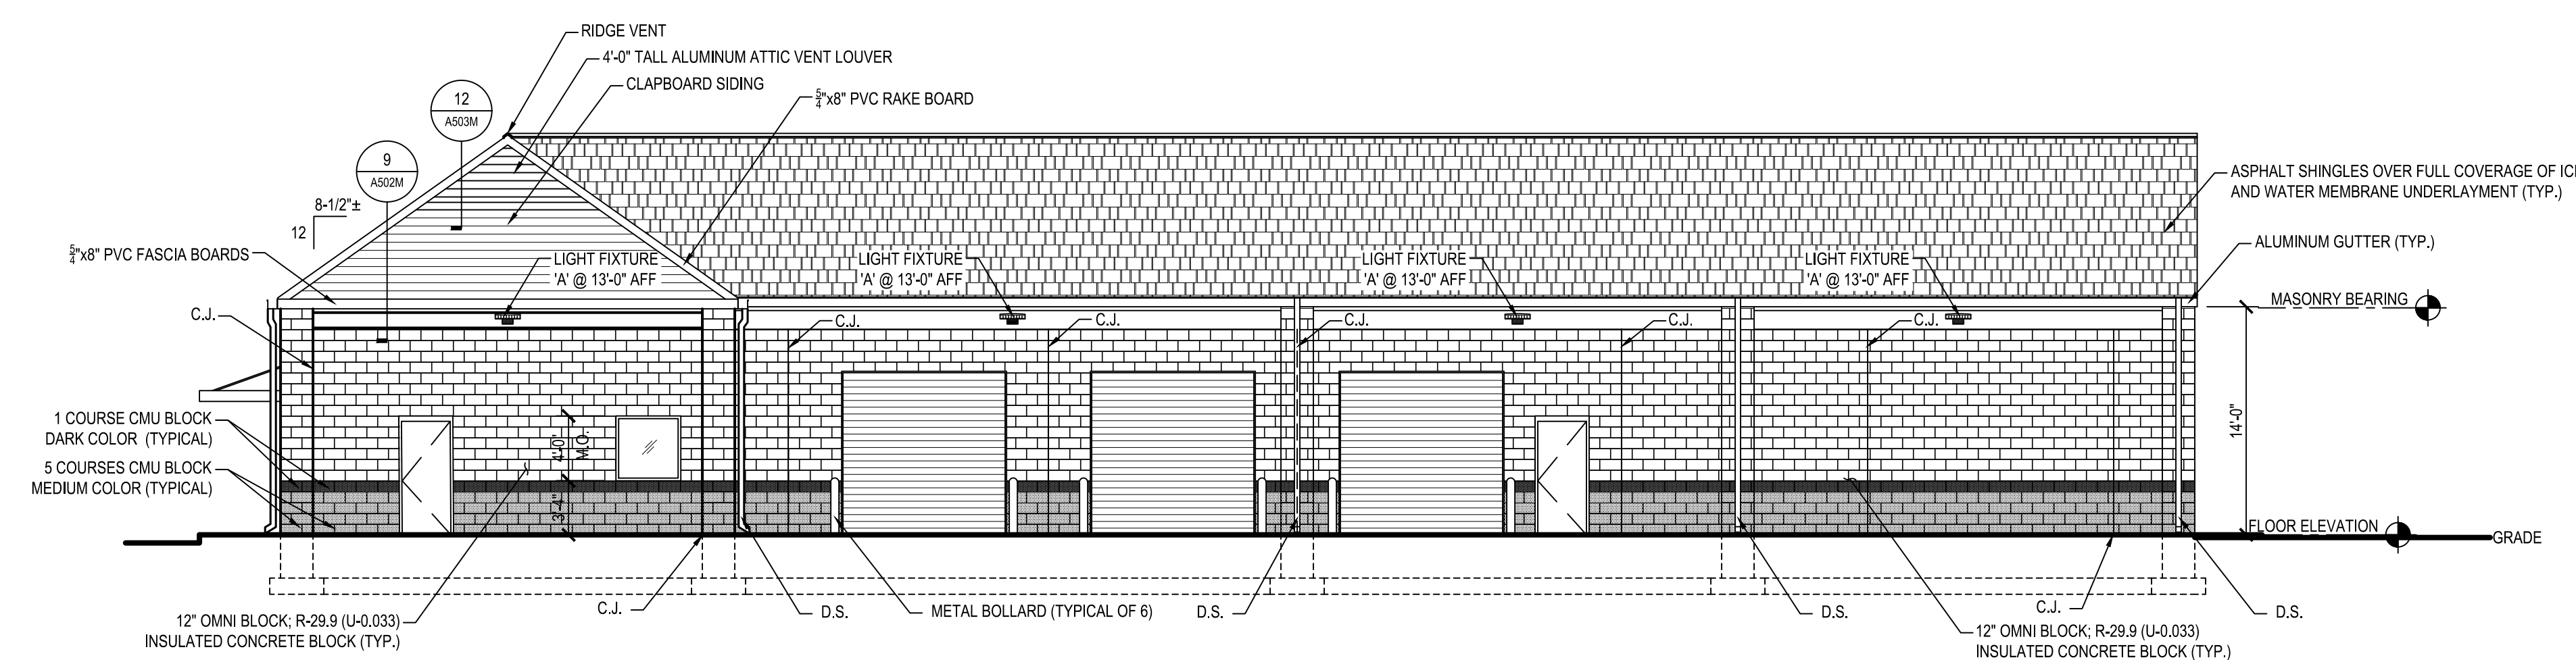 RIDGE VENT
4'-0" TALL ALUMINUM ATTIC VENT LOUVER
CLAPBOARD SIDING
5/4"x8" PVC RAKE BOARD
12
A503M
9
A502M
8-1/2"±
12
5/4"x8" PVC FASCIA BOARDS
LIGHT FIXTURE
'A' @ 13'-0" AFF
LIGHT FIXTURE
'A' @ 13'-0" AFF
LIGHT FIXTURE
'A' @ 13'-0" AFF
LIGHT FIXTURE
'A' @ 13'-0" AFF
ASPHALT SHINGLES OVER FULL COVERAGE OF
AND WATER MEMBRANE UNDERLAYMENT (TYP.)
ALUMINUM GUTTER (TYP.)
MASONRY BEARING
C.J.
C.J.
C.J.
C.J.
C.J.
C.J.
1 COURSE CMU BLOCK
DARK COLOR (TYPICAL)
5 COURSES CMU BLOCK
MEDIUM COLOR (TYPICAL)
4'-0"
M.O.
3'-4"
14'-0"
FLOOR ELEVATION
GRADE
12" OMNI BLOCK; R-29.9 (U-0.033)
INSULATED CONCRETE BLOCK (TYP.)
C.J.
D.S.
METAL BOLLARD (TYPICAL OF 6)
D.S.
D.S.
12" OMNI BLOCK; R-29.9 (U-0.033)
INSULATED CONCRETE BLOCK (TYP.)
C.J.
D.S.